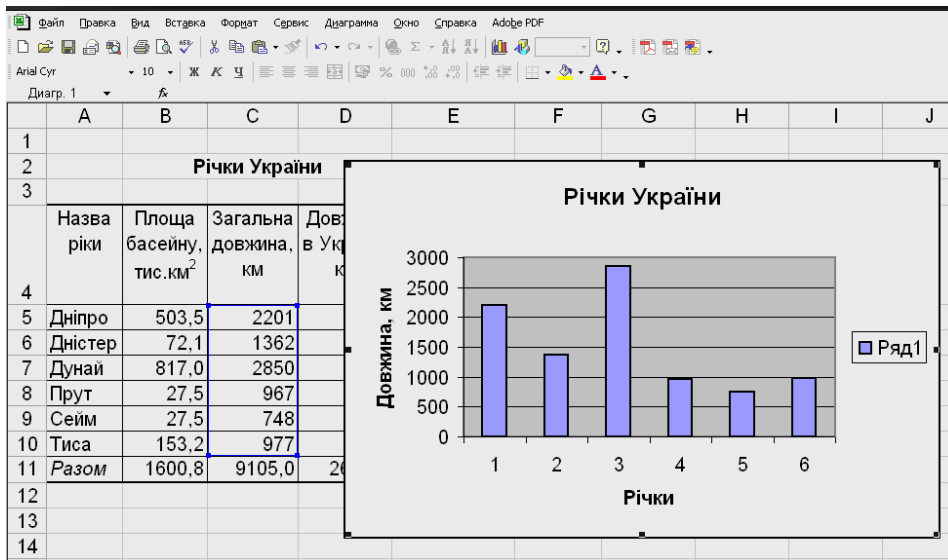 Файл Правка Вид Вставка Формат Сервис Диаграмма Окно Справка Adobe PDF
Arial Cyr 10 Ж К Ч % 000
Диагр. 1 fx
A B C D E F G H I J
1
2 Річки України
3
4 Назва ріки Площа басейну, тис.км² Загальна довжина, км
5 Дніпро 503,5 2201
6 Дністер 72,1 1362
7 Дунай 817,0 2850
8 Прут 27,5 967
9 Сейм 27,5 748
10 Тиса 153,2 977
11 Разом 1600,8 9105,0
12
13
14
Річки України
Довжина, км
3000
2500
2000
1500
1000
500
0
1 2 3 4 5 6
Річки
Ряд1